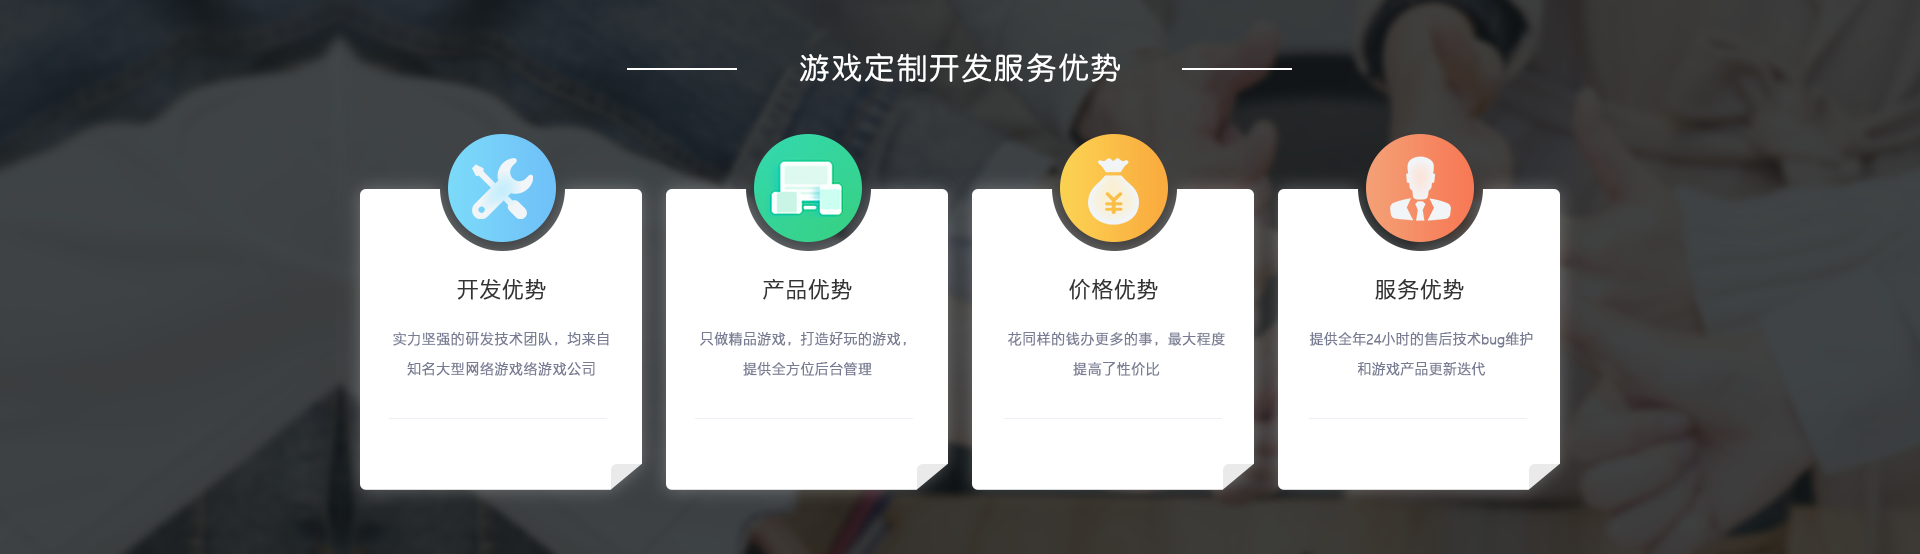 游戏定制开发服务优势
开发优势
实力坚强的研发技术团队，均来自
知名大型网络游戏络游戏公司
产品优势
只做精品游戏，打造好玩的游戏，
提供全方位后台管理
¥
价格优势
花同样的钱办更多的事，最大程度
提高了性价比
服务优势
提供全年24小时的售后技术bug维护
和游戏产品更新迭代